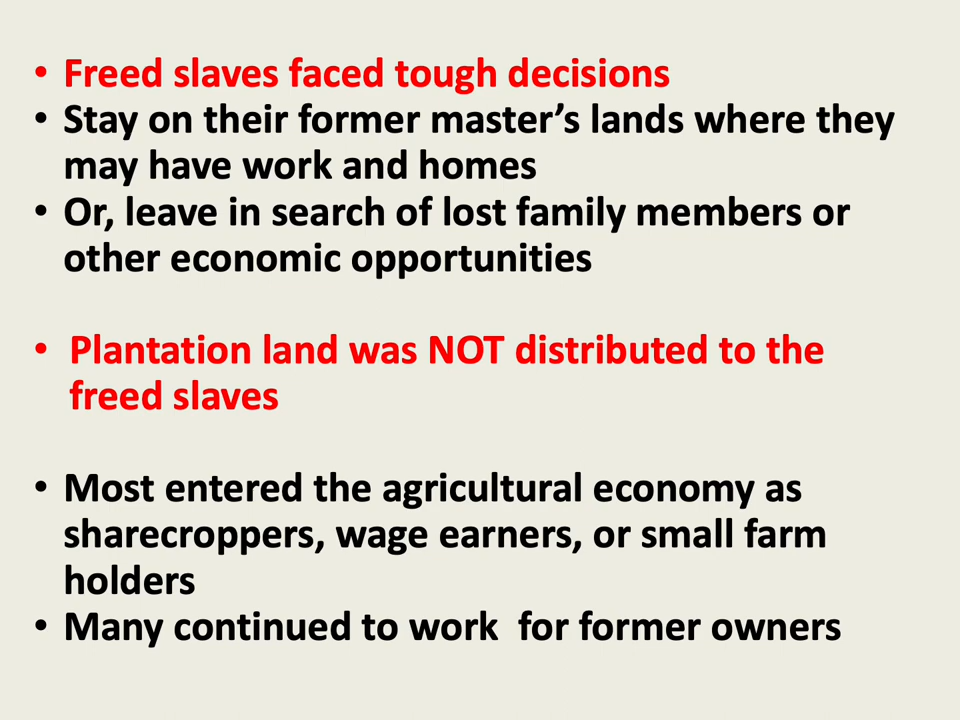 • Freed slaves faced tough decisions
• Stay on their former master’s lands where they
may have work and homes
• Or, leave in search of lost family members or
other economic opportunities
• Plantation land was NOT distributed to the
freed slaves
• Most entered the agricultural economy as
sharecroppers, wage earners, or small farm
holders
• Many continued to work  for former owners